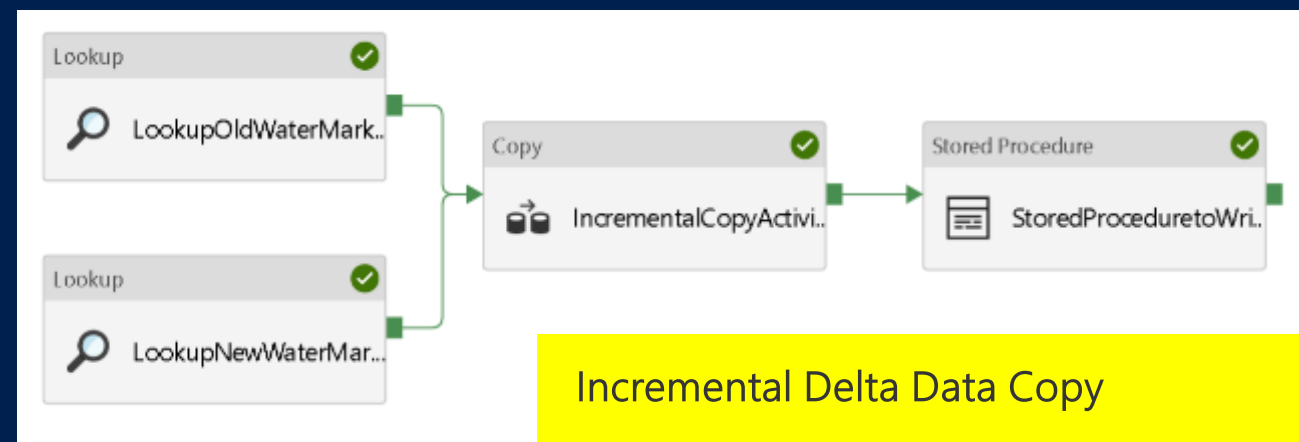 Lookup
LookupOldWaterMark..
Copy
IncrementalCopyActivi..
Stored Procedure
StoredProceduretoWri..
Lookup
LookupNewWaterMar...
Incremental Delta Data Copy